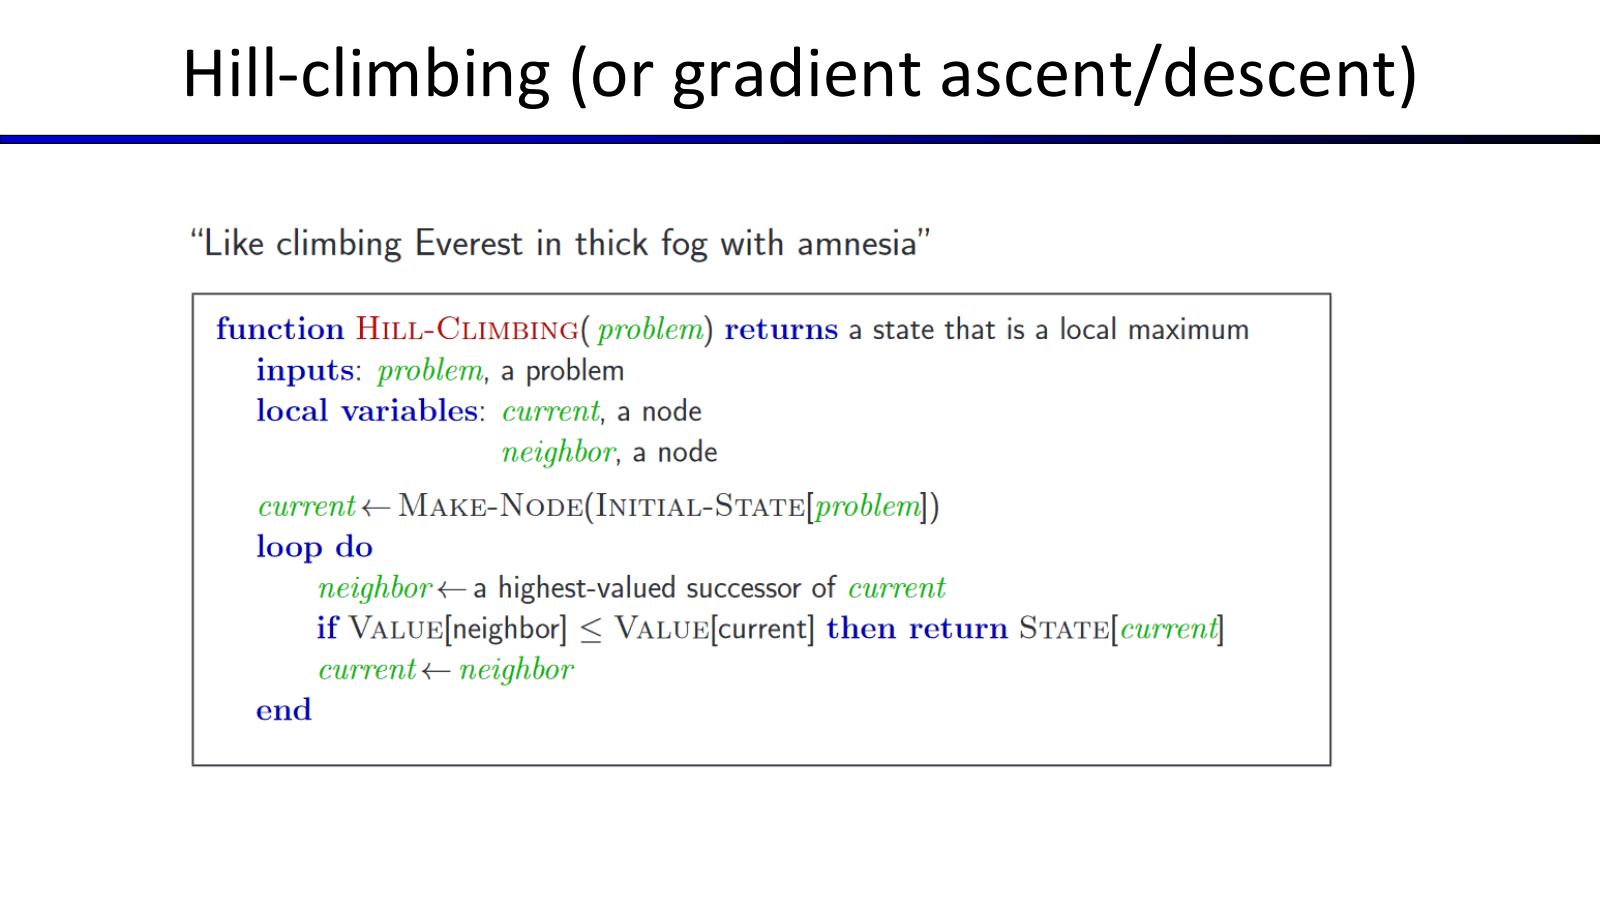 Hill-climbing (or gradient ascent/descent)
“Like climbing Everest in thick fog with amnesia”
function HILL-CLIMBING( problem) returns a state that is a local maximum
inputs: problem, a problem
local variables: current, a node
neighbor, a node
current ← MAKE-NODE(INITIAL-STATE[problem])
loop do
neighbor ← a highest-valued successor of current
if VALUE[neighbor] ≤ VALUE[current] then return STATE[current]
current ← neighbor
end